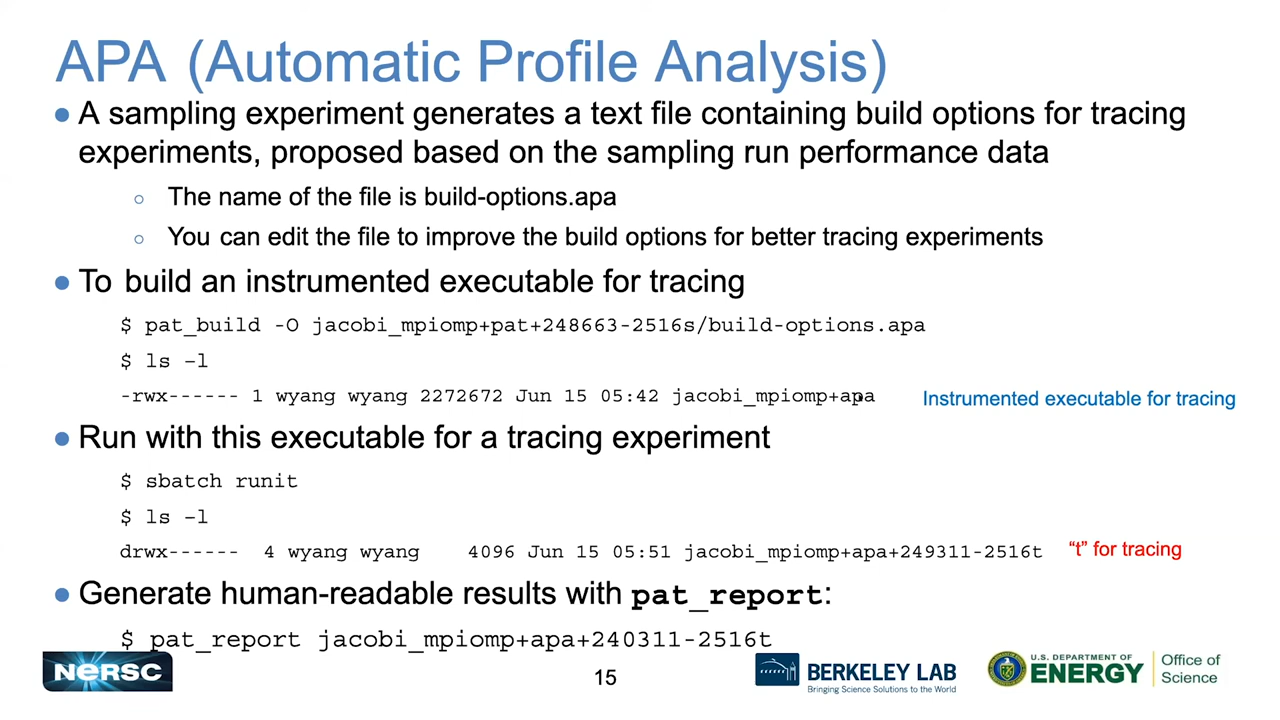 APA (Automatic Profile Analysis)
● A sampling experiment generates a text file containing build options for tracing
experiments, proposed based on the sampling run performance data
○ The name of the file is build-options.apa
○ You can edit the file to improve the build options for better tracing experiments
● To build an instrumented executable for tracing
$ pat_build -O jacobi_mpiomp+pat+248663-2516s/build-options.apa
$ ls –l
-rwx------ 1 wyang wyang 2272672 Jun 15 05:42 jacobi_mpiomp+apa Instrumented executable for tracing
● Run with this executable for a tracing experiment
$ sbatch runit
$ ls –l
drwx------ 4 wyang wyang 4096 Jun 15 05:51 jacobi_mpiomp+apa+249311-2516t “t” for tracing
● Generate human-readable results with pat_report:
$ pat_report jacobi_mpiomp+apa+240311-2516t
NERSC
15
BERKELEY LAB
Bringing Science Solutions to the World
U.S. DEPARTMENT OF
ENERGY
Office of
Science